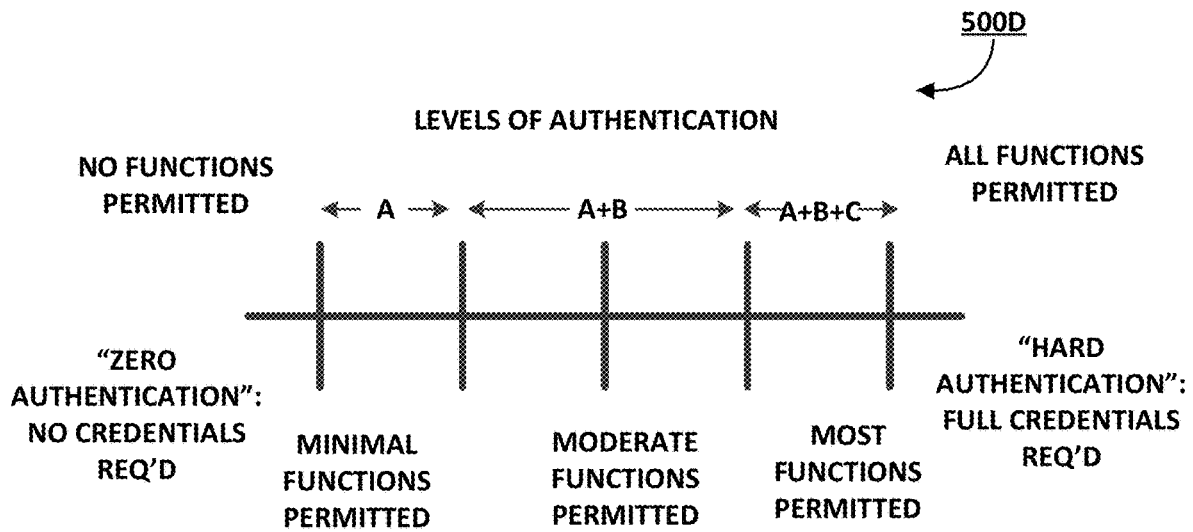 500D
LEVELS OF AUTHENTICATION
NO FUNCTIONS
PERMITTED
ALL FUNCTIONS
PERMITTED
A
A+B
A+B+C
“ZERO
AUTHENTICATION”:
NO CREDENTIALS
REQ’D
“HARD
AUTHENTICATION”:
FULL CREDENTIALS
REQ’D
MINIMAL
FUNCTIONS
PERMITTED
MODERATE
FUNCTIONS
PERMITTED
MOST
FUNCTIONS
PERMITTED